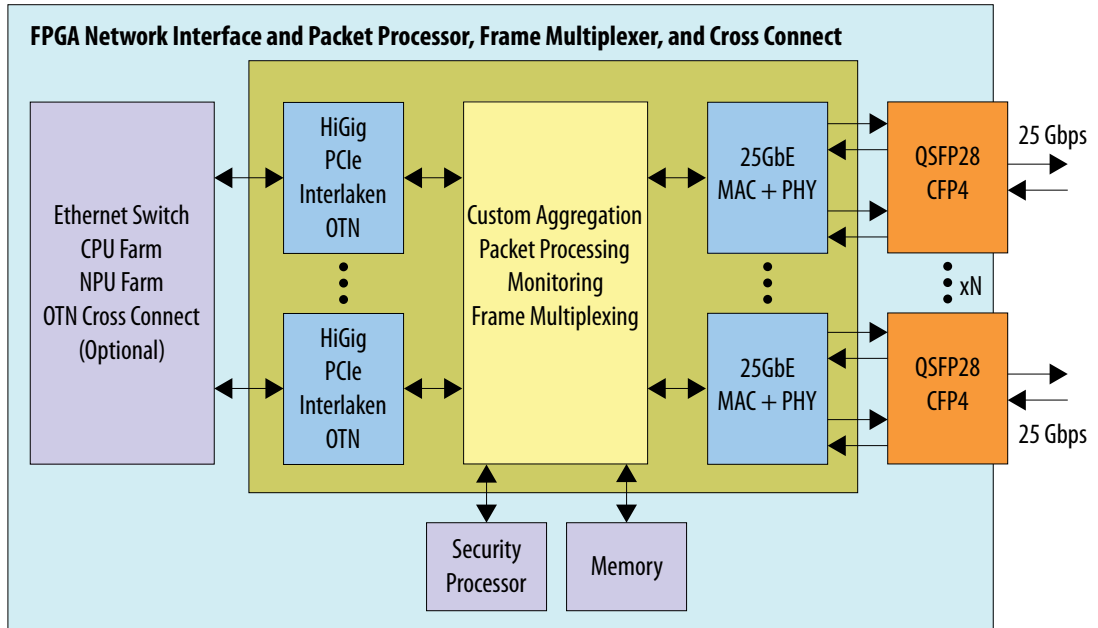 FPGA Network Interface and Packet Processor, Frame Multiplexer, and Cross Connect
Ethernet Switch
CPU Farm
NPU Farm
OTN Cross Connect
(Optional)
HiGig
PCIe
Interlaken
OTN
HiGig
PCIe
Interlaken
OTN
Custom Aggregation
Packet Processing
Monitoring
Frame Multiplexing
25GbE
MAC + PHY
25GbE
MAC + PHY
QSFP28
CFP4
xN
QSFP28
CFP4
25 Gbps
25 Gbps
Security
Processor
Memory